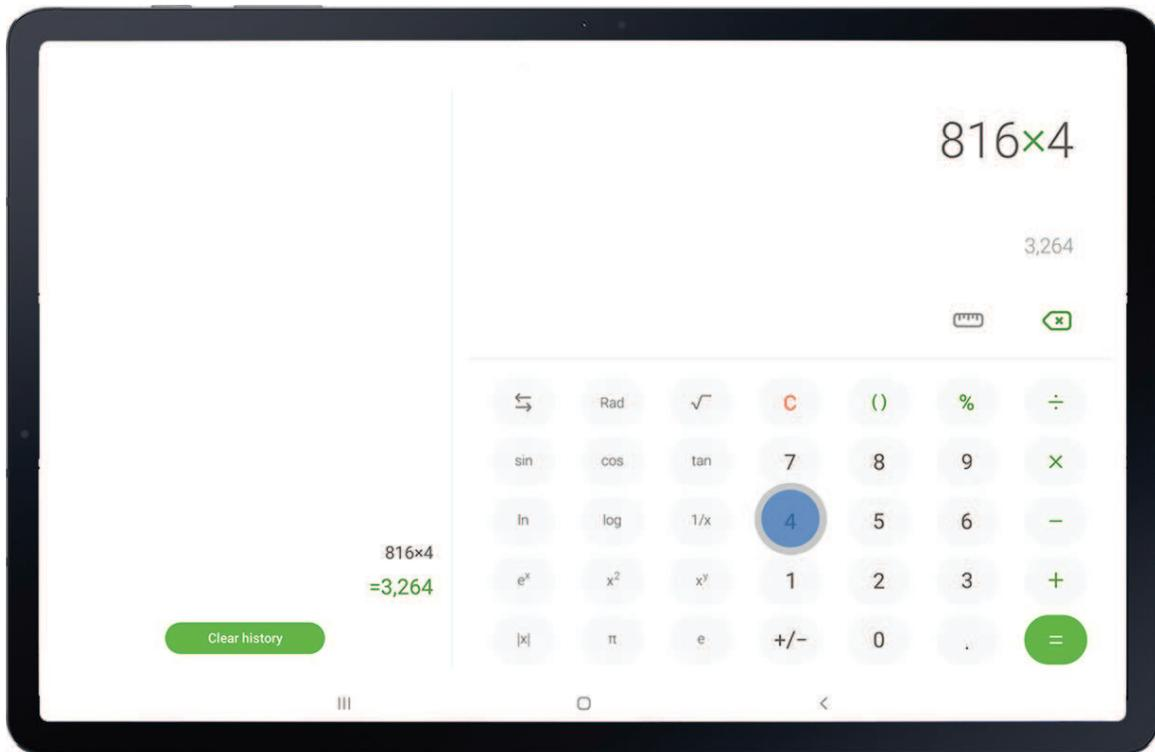 816×4
3,264
Rad √ C () % ÷
sin cos tan 7 8 9 ×
ln log 1/x 4 5 6 −
eˣ x² xʸ 1 2 3 +
|x| π e +/− 0 . =
816×4
=3,264
Clear history